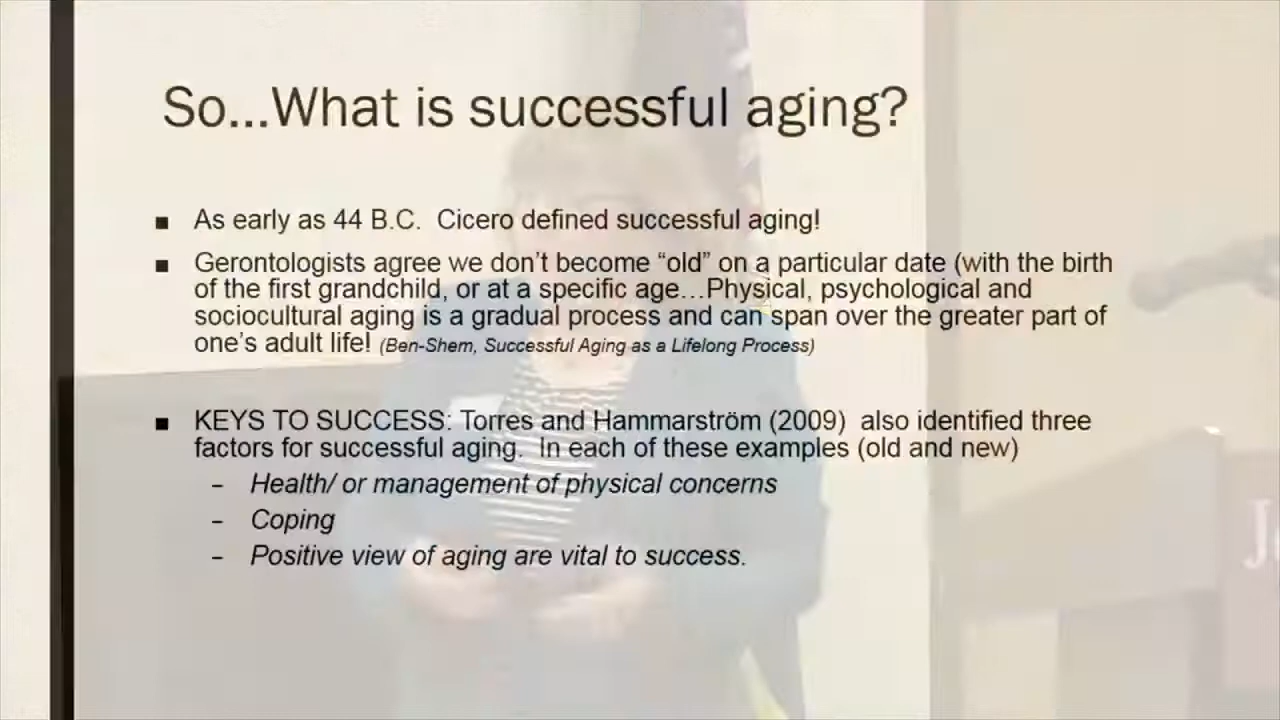 So...What is successful aging?
■ As early as 44 B.C.  Cicero defined successful aging!
■ Gerontologists agree we don’t become “old” on a particular date (with the birth
of the first grandchild, or at a specific age…Physical, psychological and
sociocultural aging is a gradual process and can span over the greater part of
one’s adult life! (Ben-Shem, Successful Aging as a Lifelong Process)
■ KEYS TO SUCCESS: Torres and Hammarström (2009)  also identified three
factors for successful aging.  In each of these examples (old and new)
– Health/ or management of physical concerns
– Coping
– Positive view of aging are vital to success.